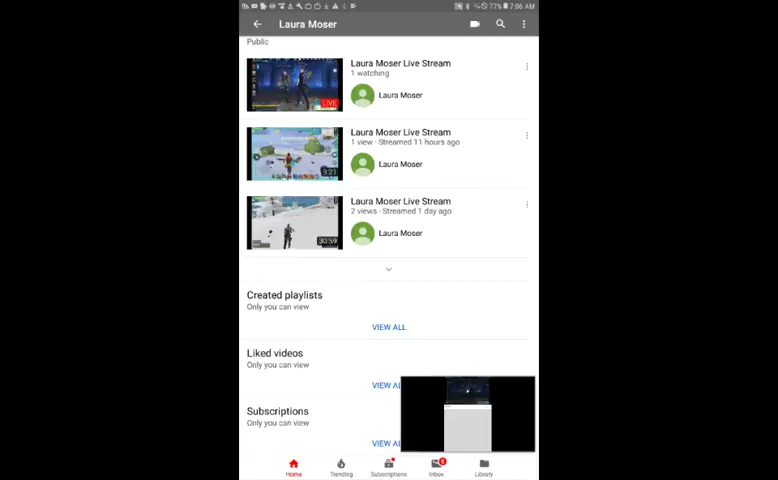 77% 7:06 AM
Laura Moser
Public
Laura Moser Live Stream
1 watching
LIVE
Laura Moser
Laura Moser Live Stream
1 view · Streamed 11 hours ago
9:21
Laura Moser
Laura Moser Live Stream
2 views · Streamed 1 day ago
30:59
Laura Moser
Created playlists
Only you can view
VIEW ALL
Liked videos
Only you can view
VIEW AL
Subscriptions
Only you can view
VIEW AL
Home Trending Subscriptions Inbox Library